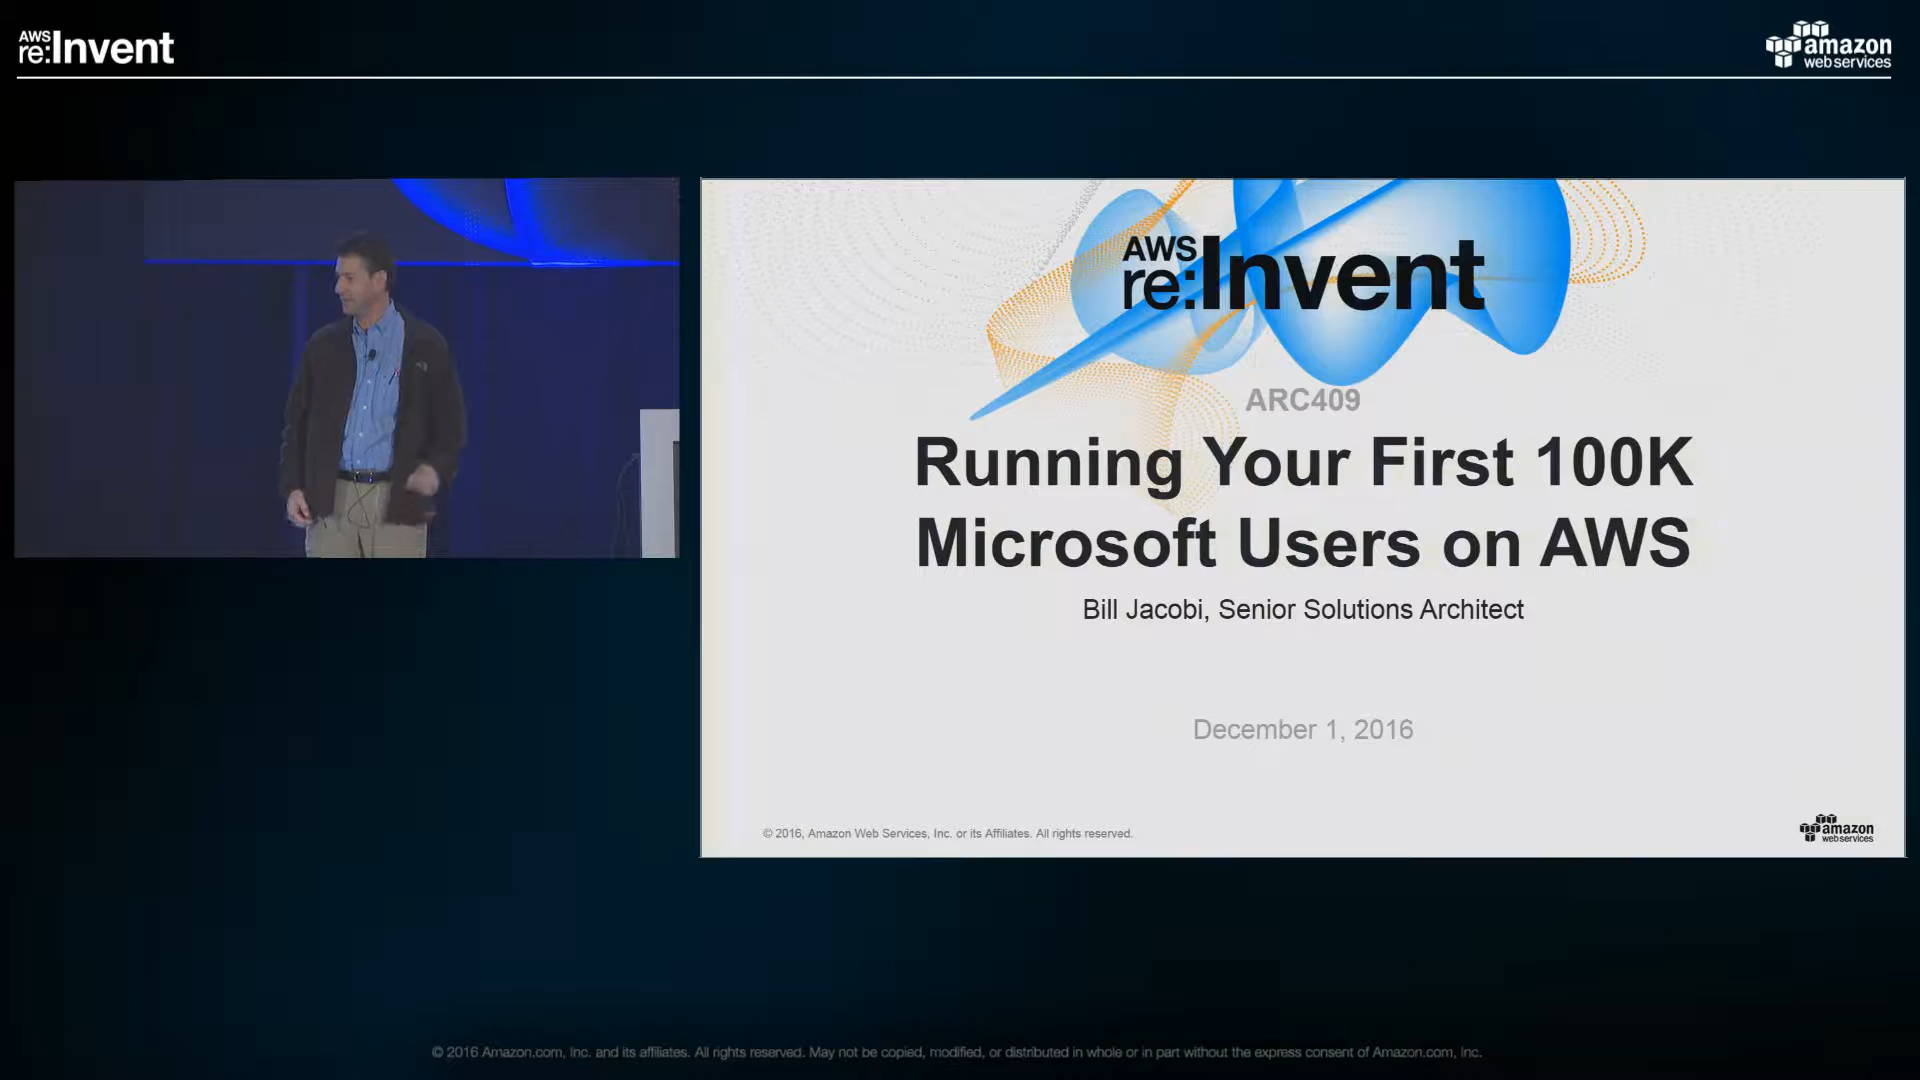 AWS
re:Invent
amazon
webservices
AWS
re:Invent
ARC409
Running Your First 100K
Microsoft Users on AWS
Bill Jacobi, Senior Solutions Architect
December 1, 2016
© 2016, Amazon Web Services, Inc. or its Affiliates. All rights reserved.
amazon
webservices
© 2016 Amazon.com, Inc. and its affiliates. All rights reserved. May not be copied, modified, or distributed in whole or in part without the express consent of Amazon.com, Inc.